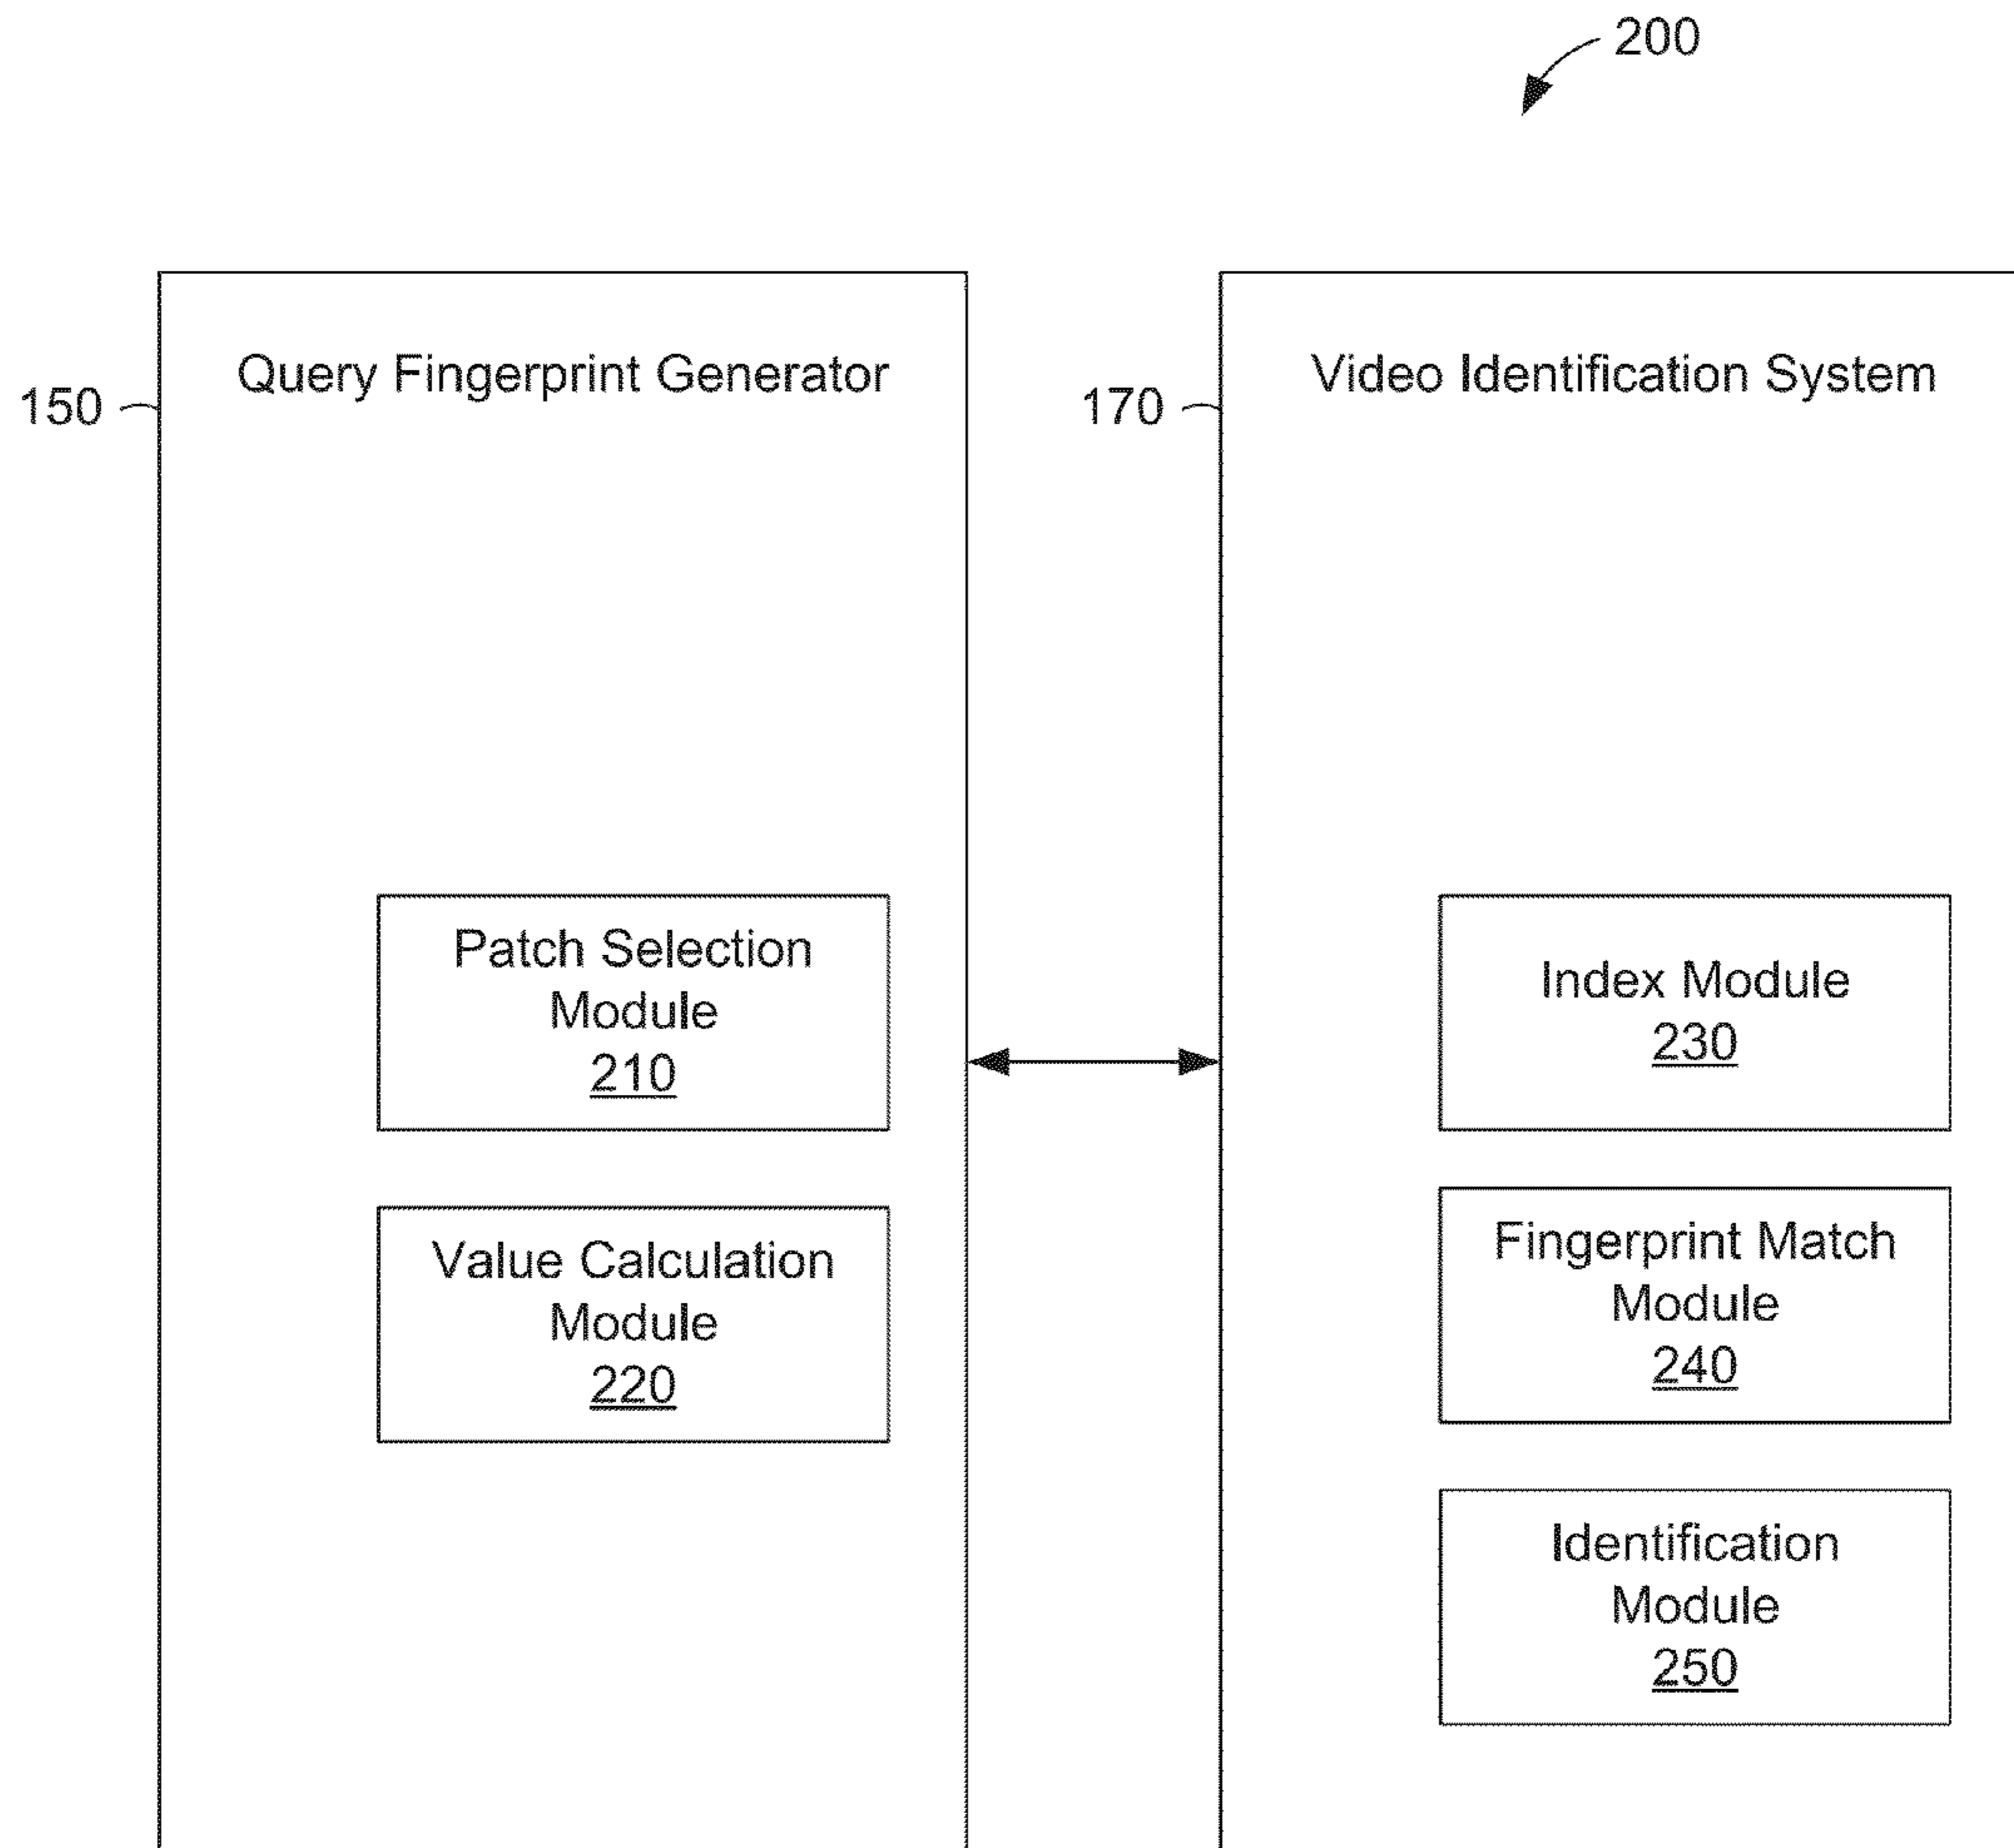 200
Query Fingerprint Generator
150
Patch Selection
Module
210
Value Calculation
Module
220
Video Identification System
170
Index Module
230
Fingerprint Match
Module
240
Identification
Module
250